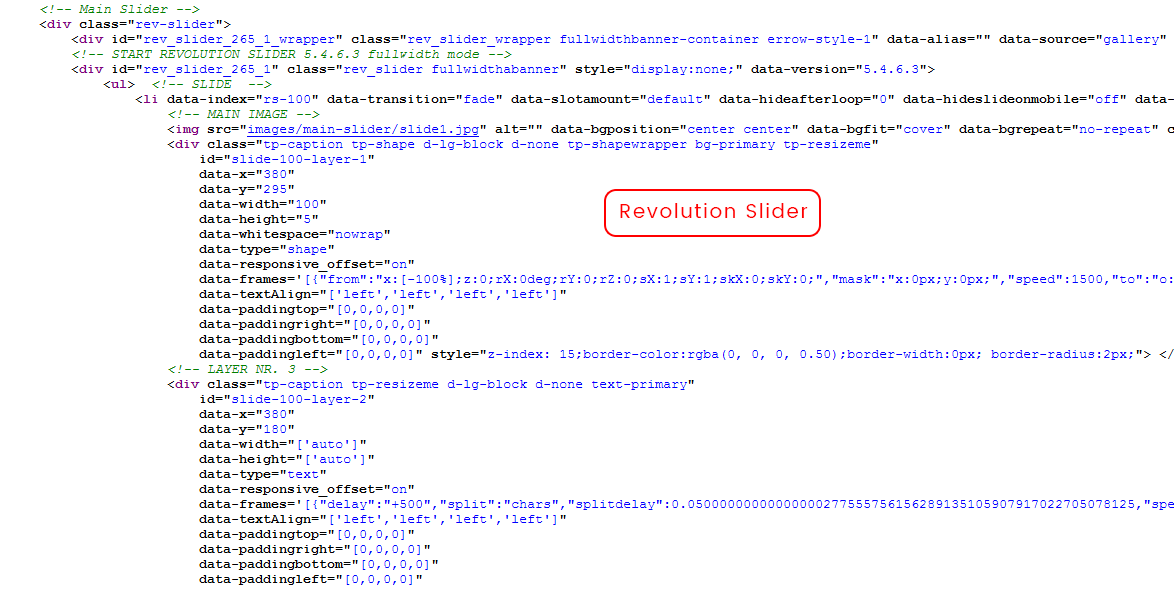 <!-- Main Slider -->
<div class="rev-slider">
<div id="rev_slider_265_1_wrapper" class="rev_slider_wrapper fullwidthbanner-container errow-style-1" data-alias="" data-source="gallery"
<!-- START REVOLUTION SLIDER 5.4.6.3 fullwidth mode -->
<div id="rev_slider_265_1" class="rev_slider fullwidthabanner" style="display:none;" data-version="5.4.6.3">
<ul> <!-- SLIDE -->
<li data-index="rs-100" data-transition="fade" data-slotamount="default" data-hideafterloop="0" data-hideslideonmobile="off" data-
<!-- MAIN IMAGE -->
<img src="images/main-slider/slide1.jpg" alt="" data-bgposition="center center" data-bgfit="cover" data-bgrepeat="no-repeat" c
<div class="tp-caption tp-shape d-lg-block d-none tp-shapewrapper bg-primary tp-resizeme"
id="slide-100-layer-1"
data-x="380"
data-y="295"
data-width="100"
Revolution Slider
data-height="5"
data-whitespace="nowrap"
data-type="shape"
data-responsive_offset="on"
data-frames='[{"from":"x:[-100%];z:0;rX:0deg;rY:0;rZ:0;sX:1;sY:1;skX:0;skY:0;","mask":"x:0px;y:0px;","speed":1500,"to":"o:
data-textAlign="['left','left','left','left']"
data-paddingtop="[0,0,0,0]"
data-paddingright="[0,0,0,0]"
data-paddingbottom="[0,0,0,0]"
data-paddingleft="[0,0,0,0]" style="z-index: 15;border-color:rgba(0, 0, 0, 0.50);border-width:0px; border-radius:2px;"> </
<!-- LAYER NR. 3 -->
<div class="tp-caption tp-resizeme d-lg-block d-none text-primary"
id="slide-100-layer-2"
data-x="380"
data-y="180"
data-width="['auto']"
data-height="['auto']"
data-type="text"
data-responsive_offset="on"
data-frames='[{"delay":"+500","split":"chars","splitdelay":0.05000000000000000277555756156289135105907917022705078125,"spe
data-textAlign="['left','left','left','left']"
data-paddingtop="[0,0,0,0]"
data-paddingright="[0,0,0,0]"
data-paddingbottom="[0,0,0,0]"
data-paddingleft="[0,0,0,0]"